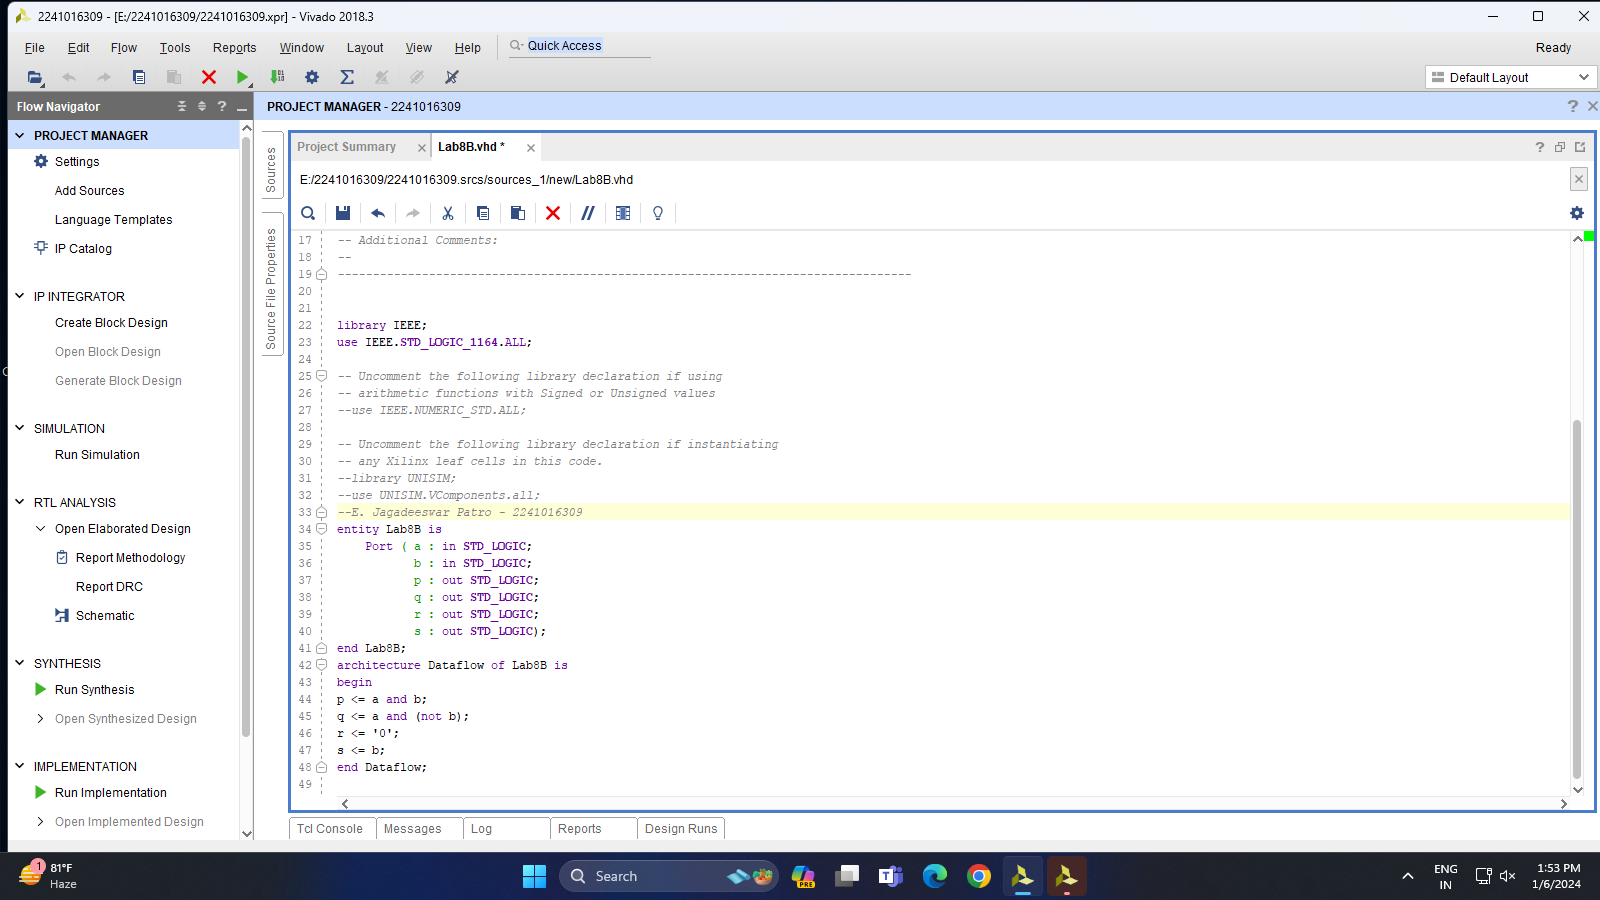 2241016309 - [E:/2241016309/2241016309.xpr] - Vivado 2018.3
File Edit Flow Tools Reports Window Layout View Help Quick Access Ready
Default Layout
Flow Navigator
PROJECT MANAGER - 2241016309
PROJECT MANAGER
Settings
Add Sources
Language Templates
IP Catalog
IP INTEGRATOR
Create Block Design
Open Block Design
Generate Block Design
SIMULATION
Run Simulation
RTL ANALYSIS
Open Elaborated Design
Report Methodology
Report DRC
Schematic
SYNTHESIS
Run Synthesis
Open Synthesized Design
IMPLEMENTATION
Run Implementation
Open Implemented Design
Sources
Source File Properties
Project Summary
Lab8B.vhd *
E:/2241016309/2241016309.srcs/sources_1/new/Lab8B.vhd
17 -- Additional Comments:
18 --
19 ----------------------------------------------------------------------------------
20
21
22 library IEEE;
23 use IEEE.STD_LOGIC_1164.ALL;
24
25 -- Uncomment the following library declaration if using
26 -- arithmetic functions with Signed or Unsigned values
27 --use IEEE.NUMERIC_STD.ALL;
28
29 -- Uncomment the following library declaration if instantiating
30 -- any Xilinx leaf cells in this code.
31 --library UNISIM;
32 --use UNISIM.VComponents.all;
33 --E. Jagadeeswar Patro - 2241016309
34 entity Lab8B is
35 Port ( a : in STD_LOGIC;
36 b : in STD_LOGIC;
37 p : out STD_LOGIC;
38 q : out STD_LOGIC;
39 r : out STD_LOGIC;
40 s : out STD_LOGIC);
41 end Lab8B;
42 architecture Dataflow of Lab8B is
43 begin
44 p <= a and b;
45 q <= a and (not b);
46 r <= '0';
47 s <= b;
48 end Dataflow;
49
Tcl Console Messages Log Reports Design Runs
1
81°F
Haze
Search
PRE
ENG
IN
1:53 PM
1/6/2024